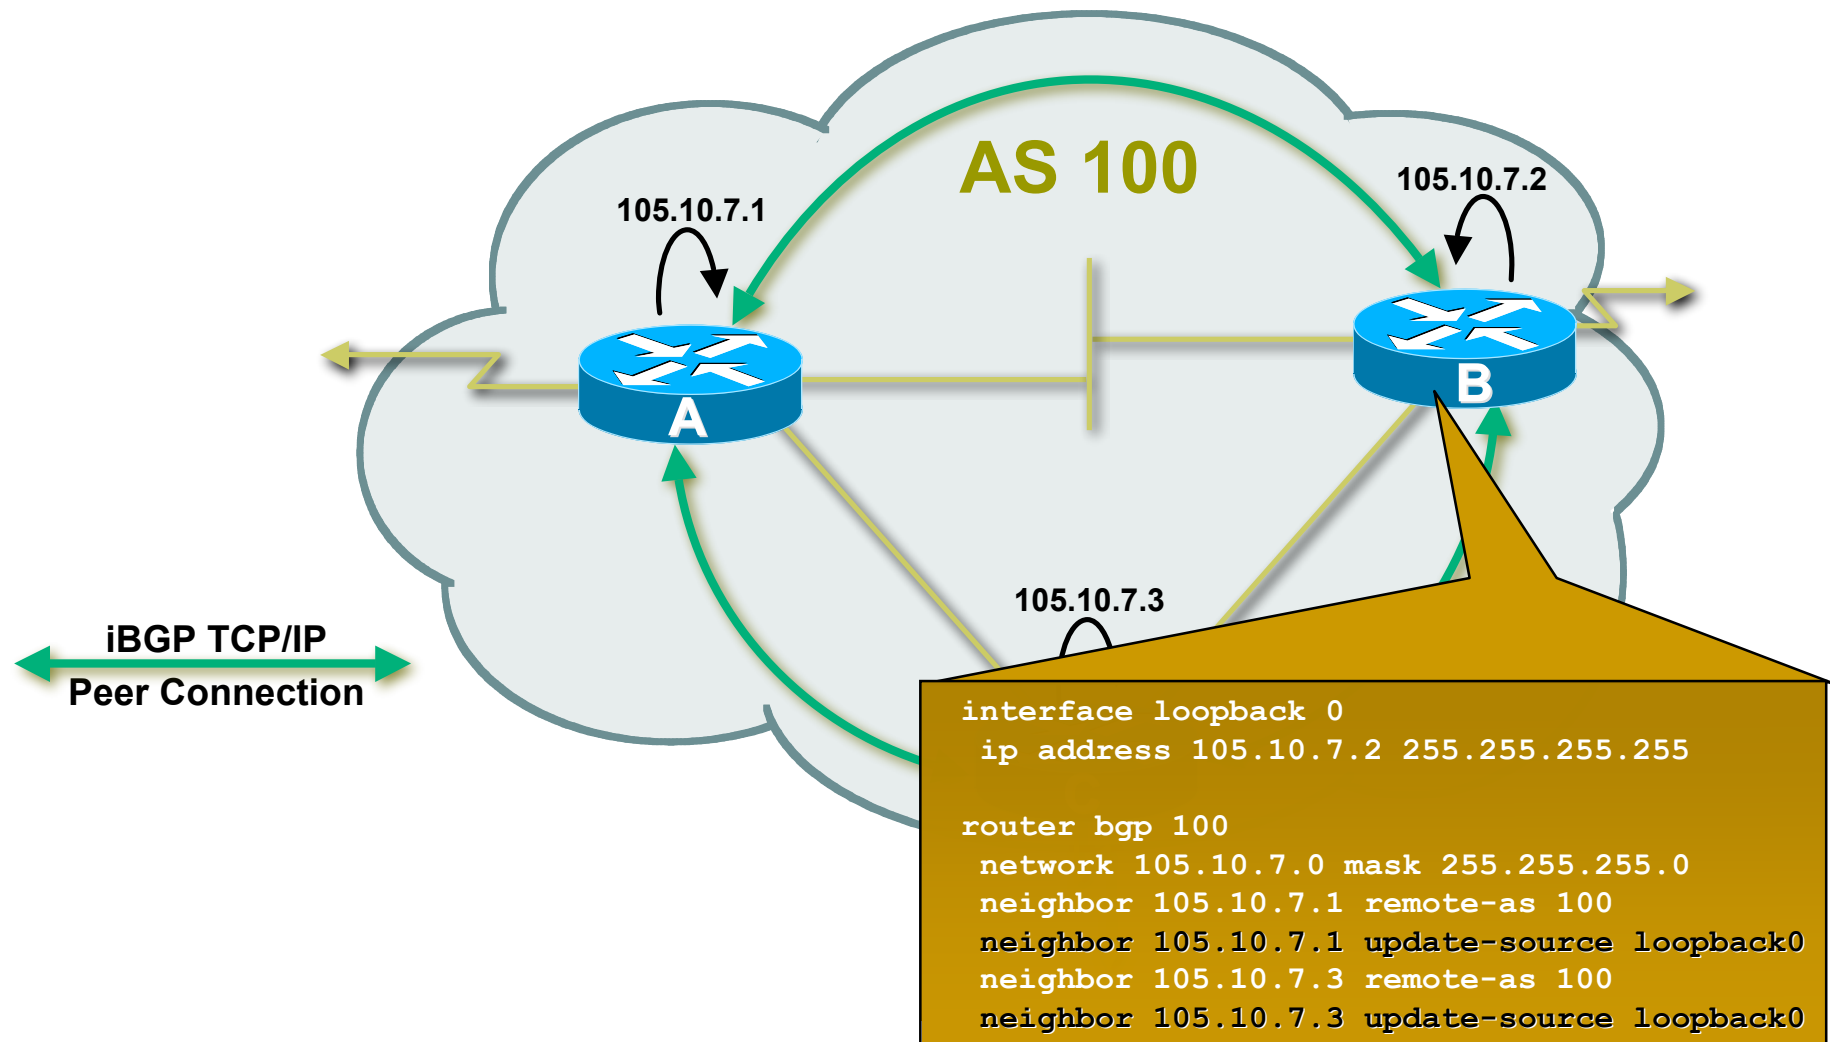 AS 100
105.10.7.2
105.10.7.1
B
A
105.10.7.3
iBGP TCP/IP
Peer Connection
interface loopback 0
ip address 105.10.7.2 255.255.255.255
C
router bgp 100
network 105.10.7.0 mask 255.255.255.0
neighbor 105.10.7.1 remote-as 100
neighbor 105.10.7.1 update-source loopback0
neighbor 105.10.7.3 remote-as 100
neighbor 105.10.7.3 update-source loopback0